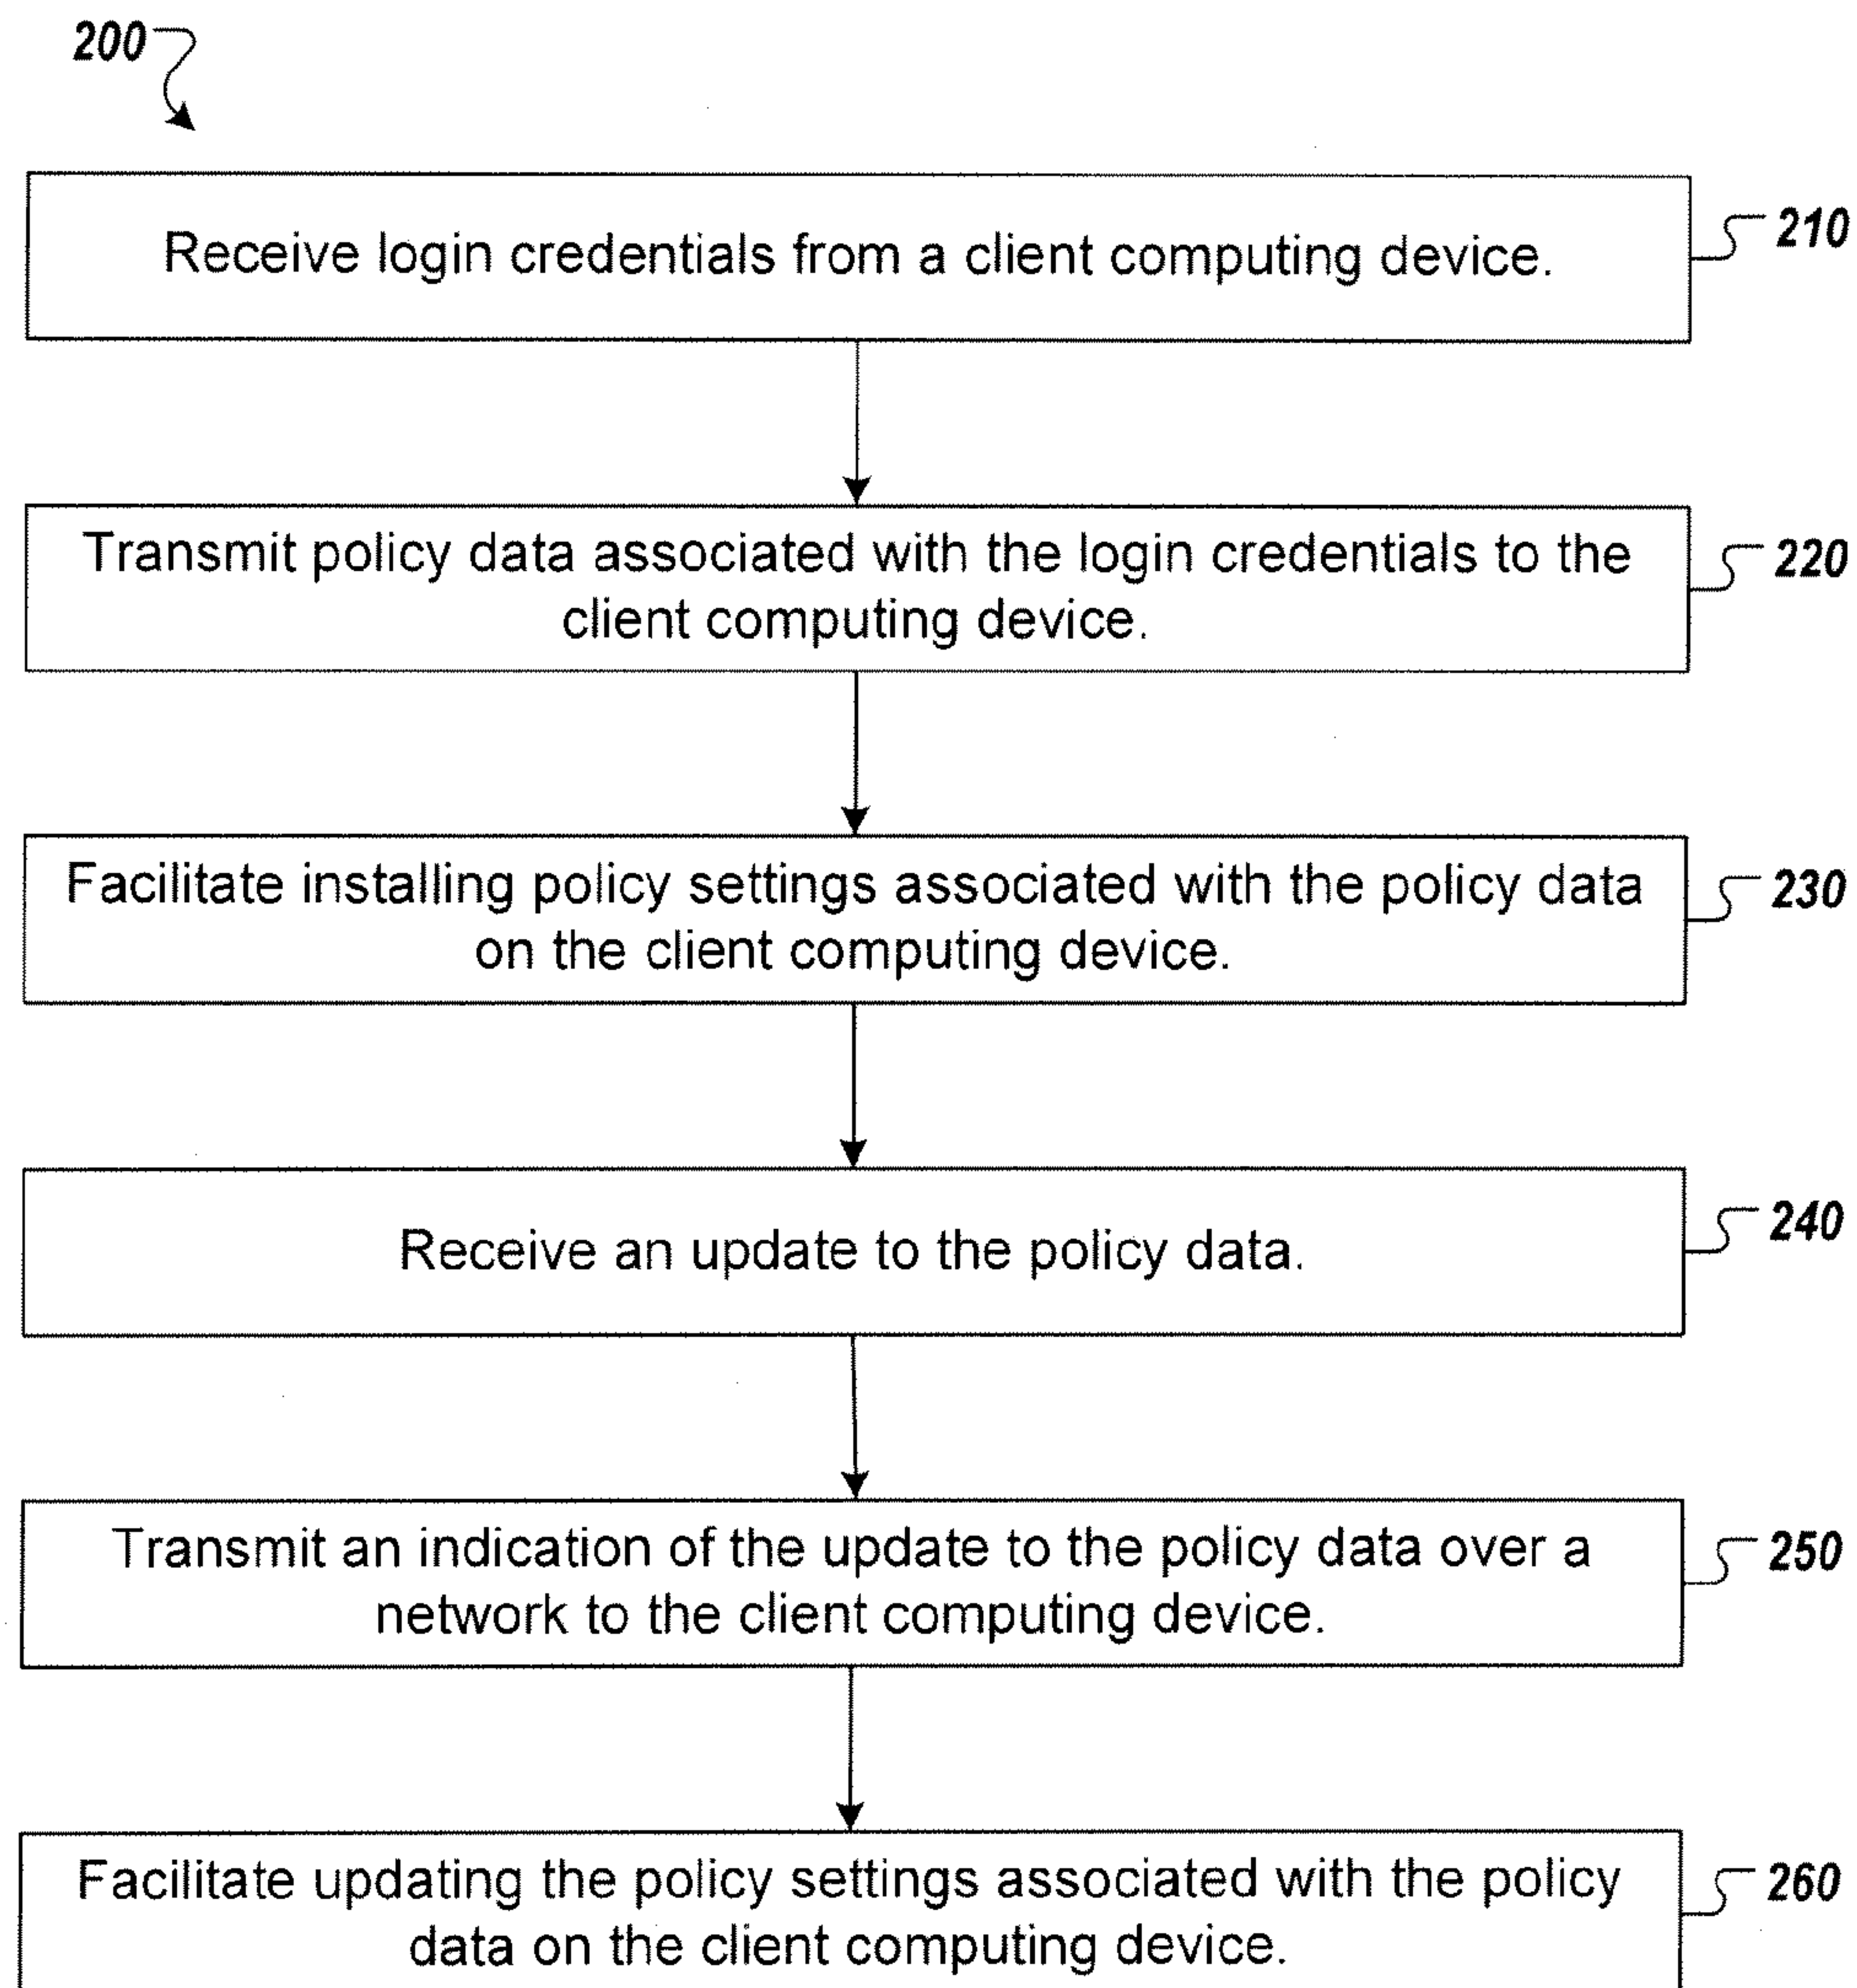 200
Receive login credentials from a client computing device.
210
Transmit policy data associated with the login credentials to the
client computing device.
220
Facilitate installing policy settings associated with the policy data
on the client computing device.
230
Receive an update to the policy data.
240
Transmit an indication of the update to the policy data over a
network to the client computing device.
250
Facilitate updating the policy settings associated with the policy
data on the client computing device.
260